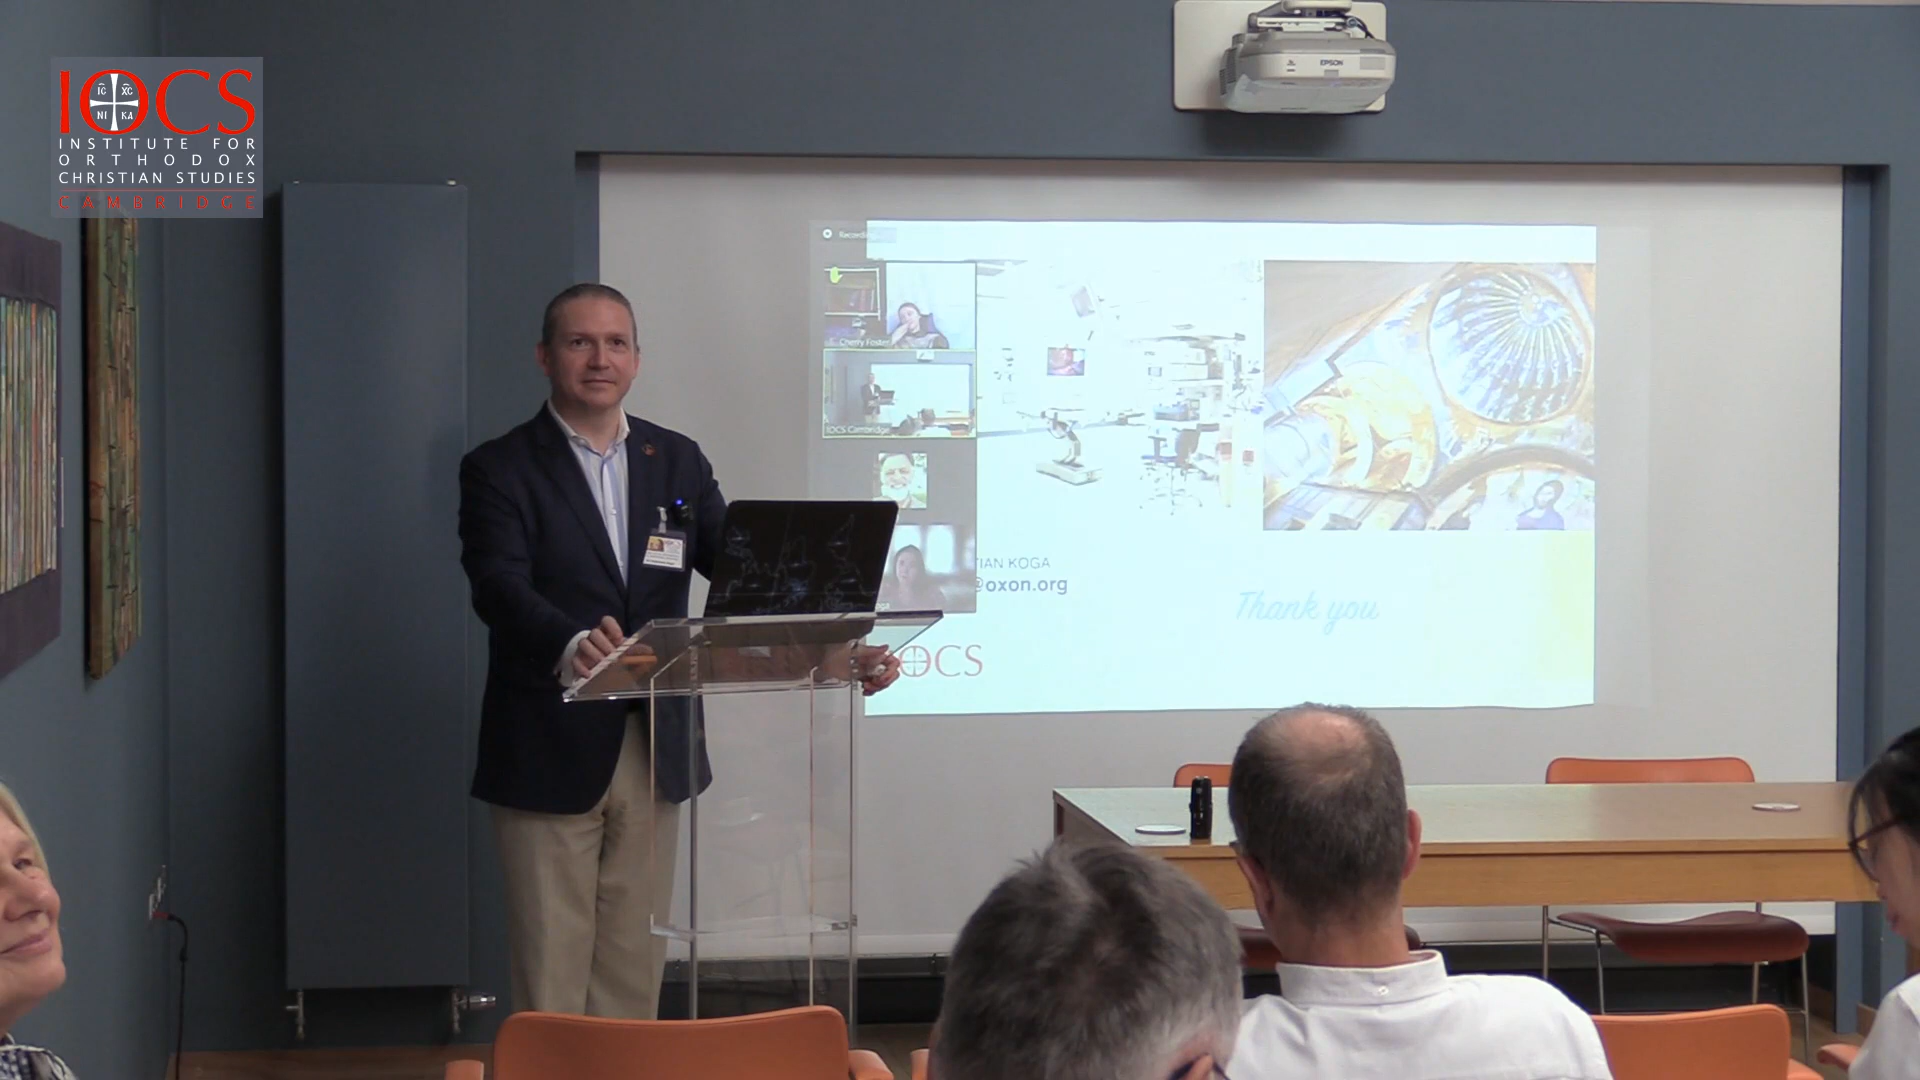 IOCS
IC XC
NI KA
INSTITUTE FOR
ORTHODOX
CHRISTIAN STUDIES
CAMBRIDGE
EPSON
Recording
Cherry Foster
IOCS Cambridge
TIAN KOGA
@oxon.org
Thank you
OCS